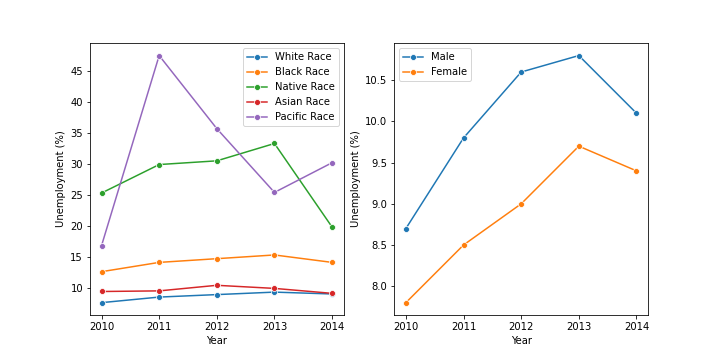 White Race
Black Race
Native Race
Asian Race
Pacific Race
45
40
35
30
25
20
15
10
Unemployment (%)
2010 2011 2012 2013 2014
Year
Male
Female
10.5
10.0
9.5
9.0
8.5
8.0
Unemployment (%)
2010 2011 2012 2013 2014
Year